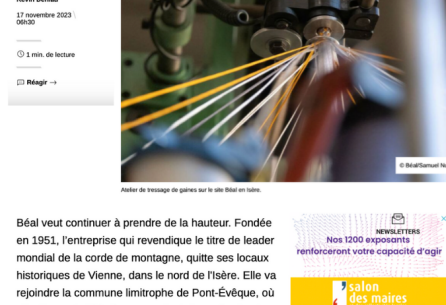 17 novembre 2023 \
06h30
1 min. de lecture
Réagir →
© Béal/Samuel
Atelier de tressage de gaines sur le site Béal en Isère.
Béal veut continuer à prendre de la hauteur. Fondée
en 1951, l'entreprise qui revendique le titre de leader
mondial de la corde de montagne, quitte ses locaux
historiques de Vienne, dans le nord de l'Isère. Elle va
rejoindre la commune limitrophe de Pont-Évêque, où
NEWSLETTERS
Nos 1200 exposants
renforceront votre capacité d'agir
salon
des maires